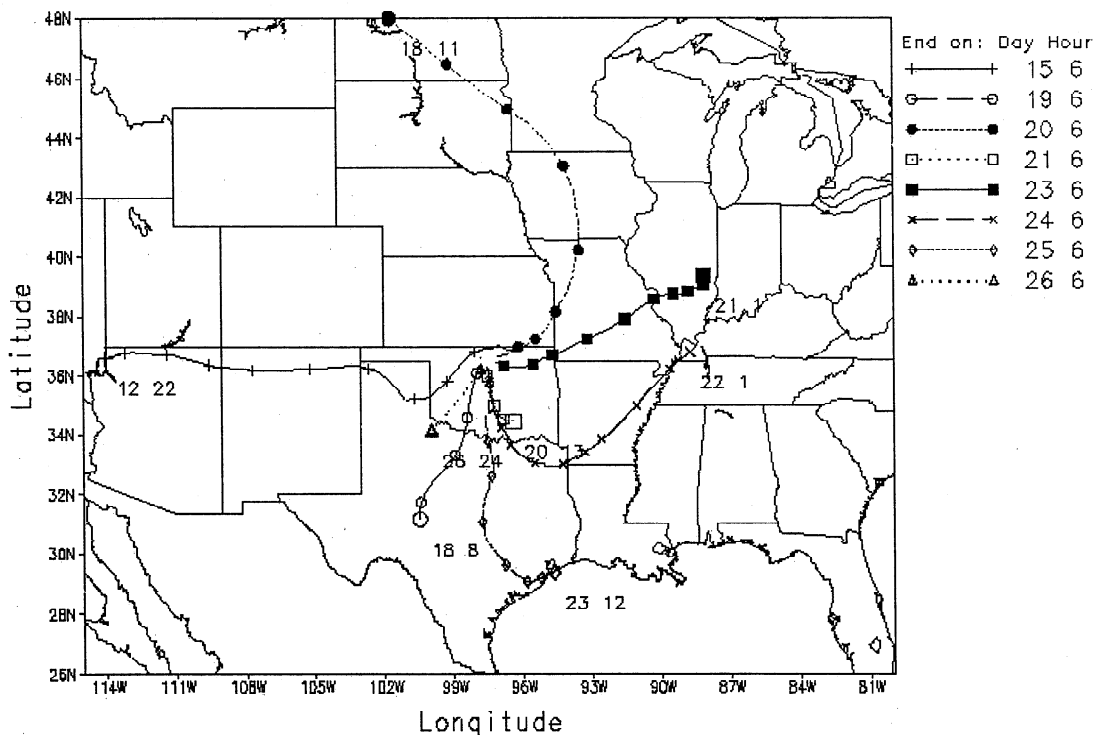 48N
46N
44N
42N
40N
38N
36N
34N
32N
30N
28N
26N
Latitude
114W 111W 108W 105W 102W 99W 96W 93W 90W 87W 84W 81W
Longitude
End on: Day Hour
15 6
19 6
20 6
21 6
23 6
24 6
25 6
26 6
18 11
12 22
21 1
22 1
20 13
24
18 8
23 12